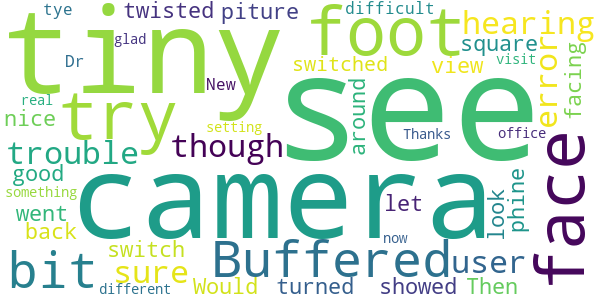 tye twisted piture difficult
tiny foot hearing
glad square
Dr switched view error facing
see visit
real New around
try nice setting Thanks office
trouble though face
good camera look phine
something let
went back now
switch Buffered user
bit sure
different Would turned showed Then